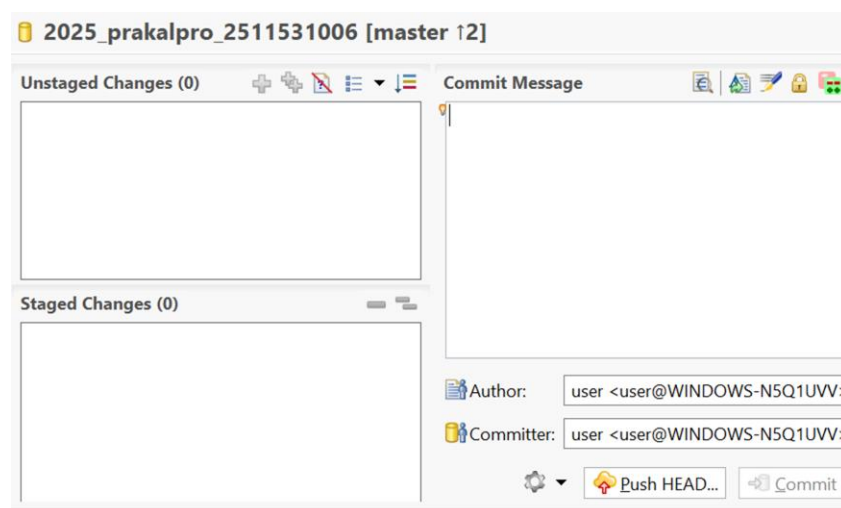 2025_prakalpro_2511531006 [master ↑2]
Unstaged Changes (0)
Commit Message
Staged Changes (0)
Author: user <user@WINDOWS-N5Q1UVV>
Committer: user <user@WINDOWS-N5Q1UVV>
Push HEAD... Commit